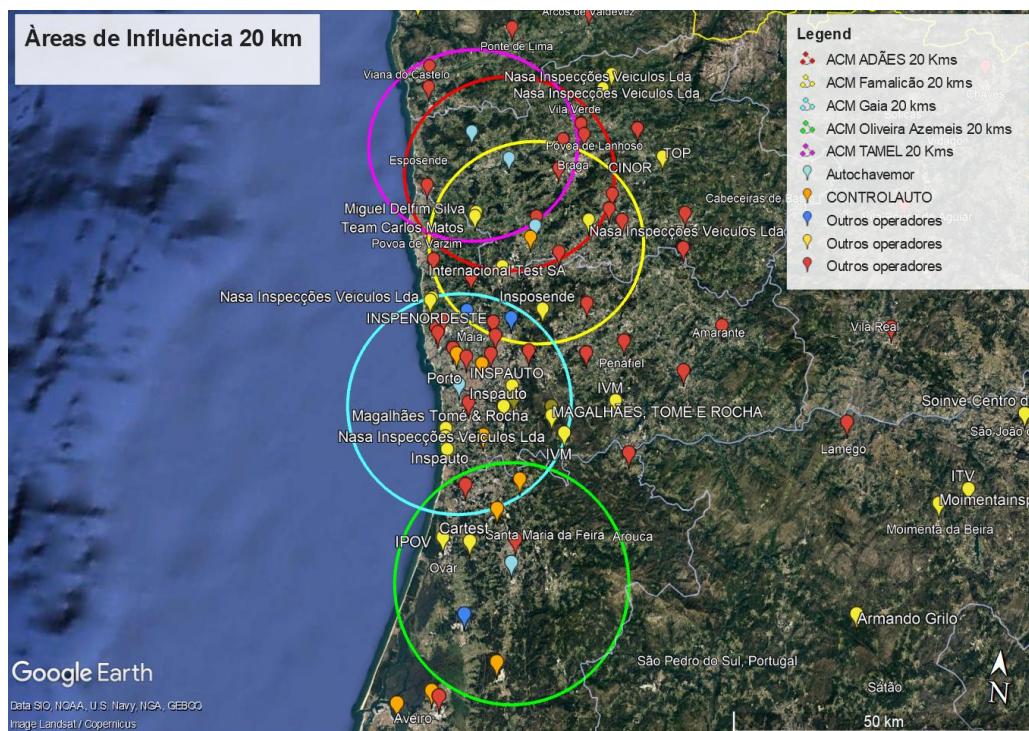 Àreas de Influência 20 km
Legend
ACM ADÃES 20 Kms
ACM Famalicão 20 kms
ACM Gaia 20 kms
ACM Oliveira Azemeis 20 kms
ACM TAMEL 20 Kms
Autochavemor
CONTROLAUTO
Outros operadores
Outros operadores
Outros operadores
Arcos de Valdevez
Ponte de Lima
Viana do Castelo
Nasa Inspecções Veiculos Lda
Nasa Inspecções Veiculos Lda
Vila Verde
Póvoa de Lanhoso
TOP
Esposende
Braga
CINOR
Cabeceiras de
Miguel Delfim Silva
Team Carlos Matos
Nasa Inspecções Veiculos Lda
Povoa de Varzim
Internacional Test SA
Nasa Inspecções Veiculos Lda
Insposende
INSPENORDESTE
Maia
Amarante
Vila Real
Penafiel
INSPAUTO
Porto
Inspauto
IVM
Soinve-Centro d
Magalhães Tomé & Rocha
MAGALHÃES, TOMÉ E ROCHA
São João d
Nasa Inspecções Veiculos Lda
Inspauto
IVM
Lamego
ITV
Moimentainsp
Cartest
Santa Maria da Feira
Arouca
Moimenta da Beira
IPOV
Ovar
Armando Grilo
São Pedro do Sul, Portugal
Sátão
Google Earth
N
Data SIO, NOAA, U.S. Navy, NGA, GEBCO
Image Landsat / Copernicus
Aveiro
50 km